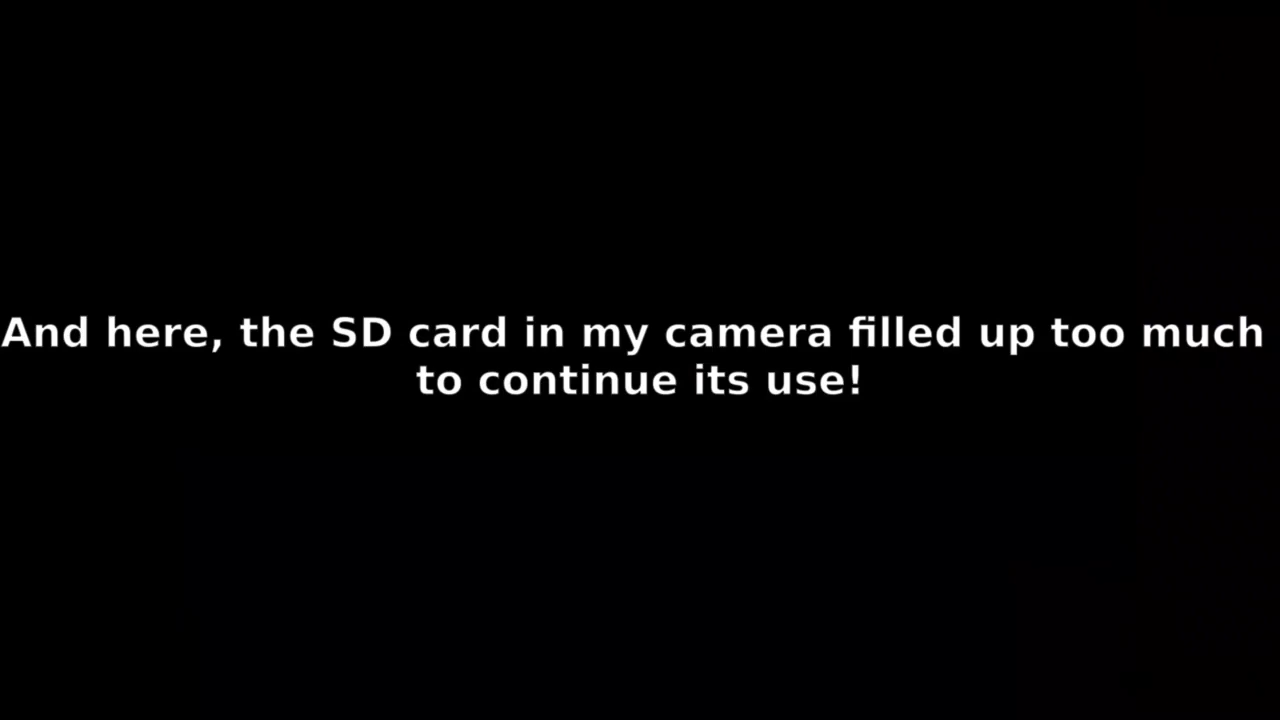 And here, the SD card in my camera filled up too much
to continue its use!